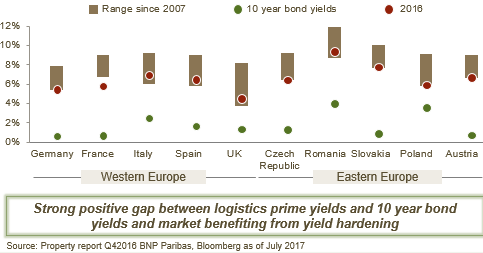 Range since 2007 10 year bond yields 2016
12%
10%
8%
6%
4%
2%
0%
Germany France Italy Spain UK Czech Republic Romania Slovakia Poland Austria
Western Europe Eastern Europe
Strong positive gap between logistics prime yields and 10 year bond
yields and market benefiting from yield hardening
Source: Property report Q42016 BNP Paribas, Bloomberg as of July 2017